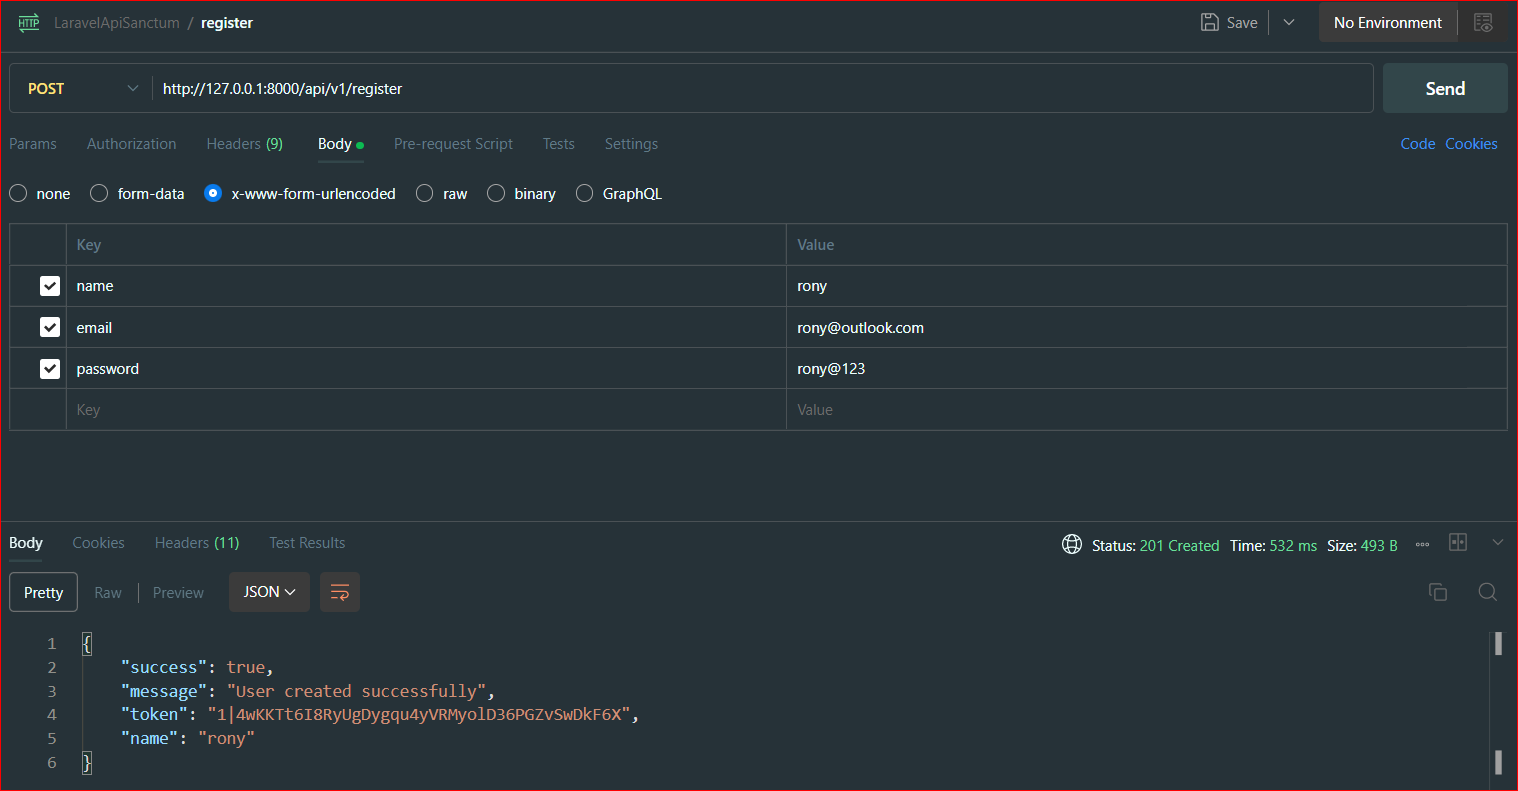 HTTP LaravelApiSanctum / register Save No Environment
POST http://127.0.0.1:8000/api/v1/register Send
Params Authorization Headers (9) Body Pre-request Script Tests Settings Code Cookies
none form-data x-www-form-urlencoded raw binary GraphQL
Key Value
name rony
email rony@outlook.com
password rony@123
Key Value
Body Cookies Headers (11) Test Results Status: 201 Created Time: 532 ms Size: 493 B
Pretty Raw Preview JSON
1 {
2 "success": true,
3 "message": "User created successfully",
4 "token": "1|4wKKTt6I8RyUgDygqu4yVRMyolD36PGZvSwDkF6X",
5 "name": "rony"
6 }